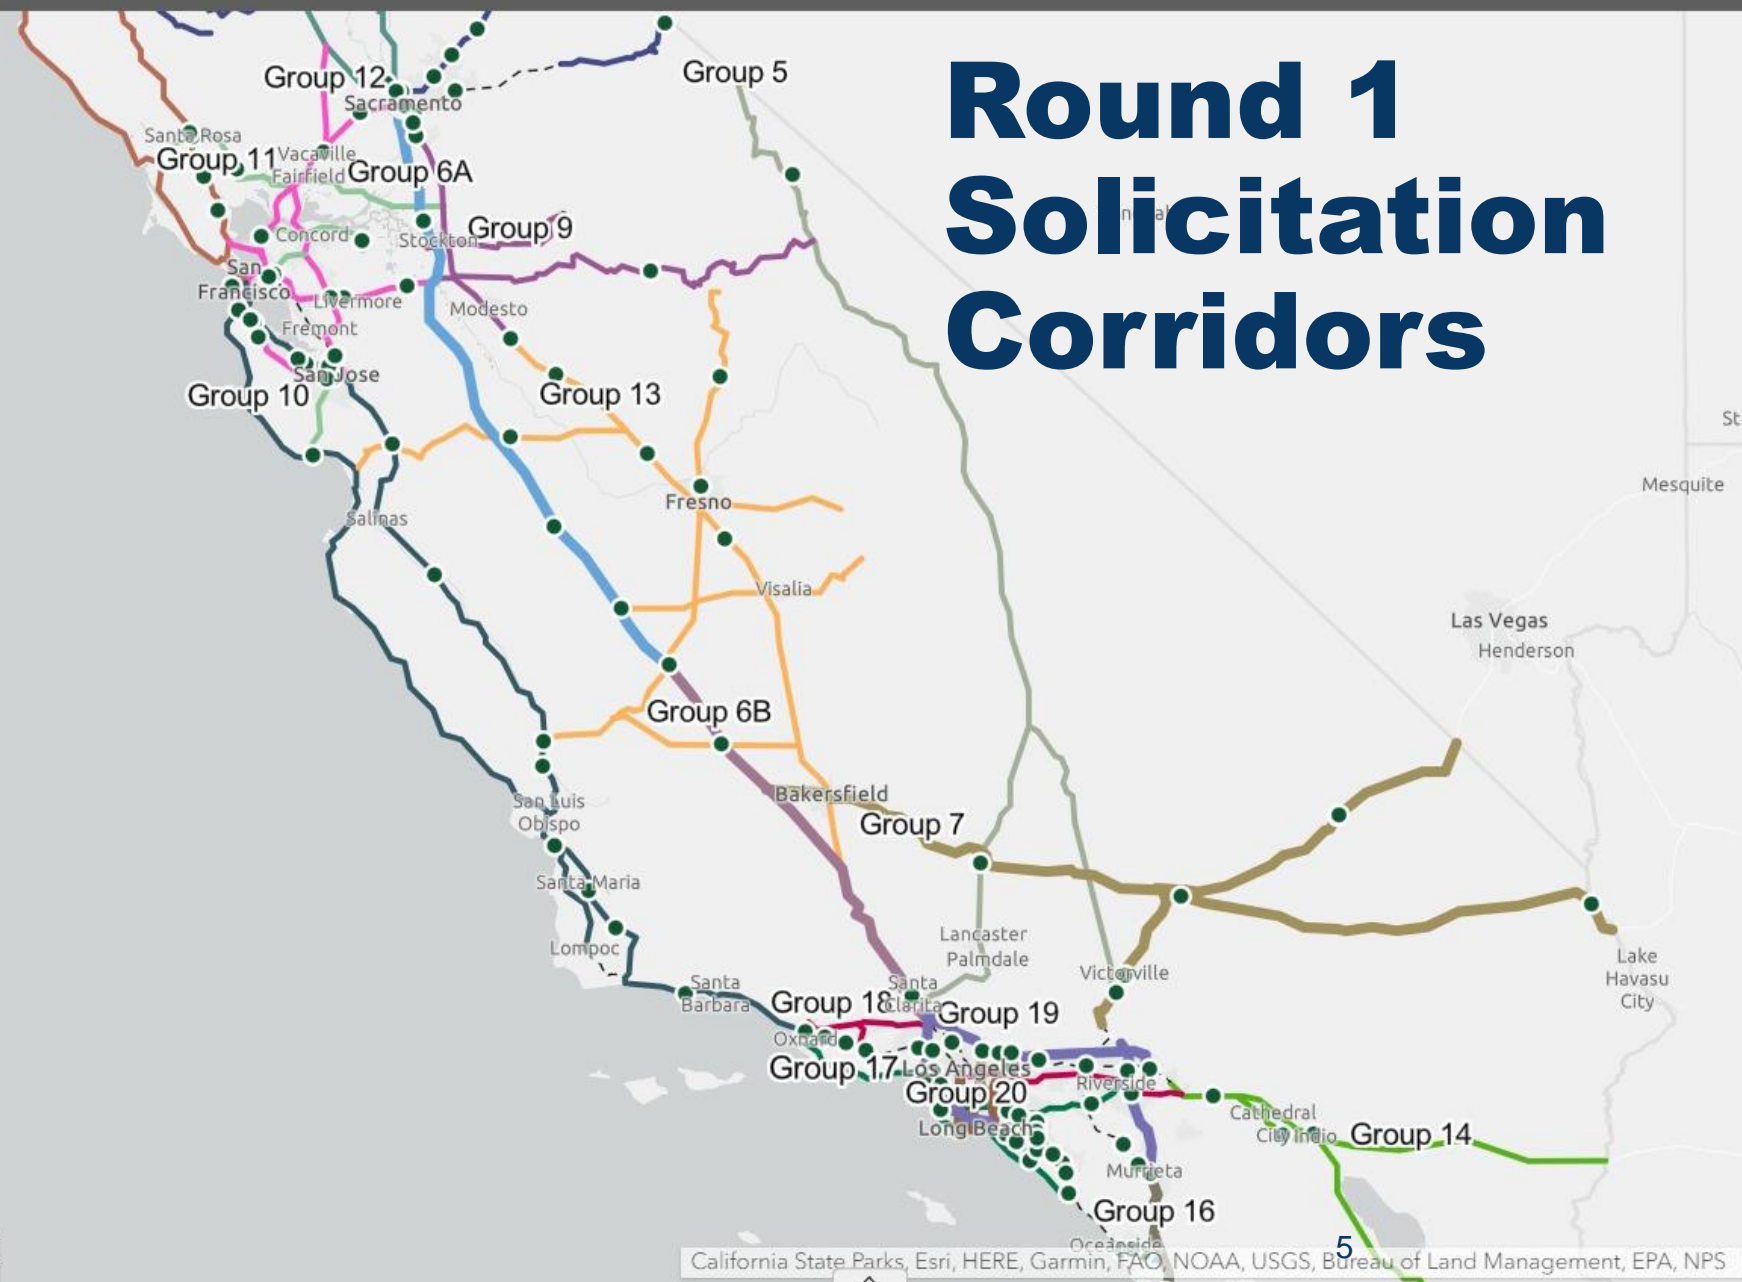 Round 1
Solicitation
Corridors
Group 12
Sacramento
Group 5
Santa Rosa
Group 11
Vacaville
Fairfield
Group 6A
Concord
Stockton
Group 9
San
Francisco
Livermore
Modesto
Fremont
San Jose
Group 10
Group 13
Fresno
Salinas
Visalia
St
Mesquite
Las Vegas
Henderson
Group 6B
San Luis
Obispo
Bakersfield
Group 7
Santa Maria
Lompoc
Lancaster
Palmdale
Victorville
Lake
Havasu
City
Santa
Barbara
Santa
Clarita
Group 18
Group 19
Oxnard
Group 17
Los Angeles
Riverside
Group 20
Long Beach
Cathedral
City
Indio
Group 14
Murrieta
Group 16
Oceanside
5
California State Parks, Esri, HERE, Garmin, FAO, NOAA, USGS, Bureau of Land Management, EPA, NPS